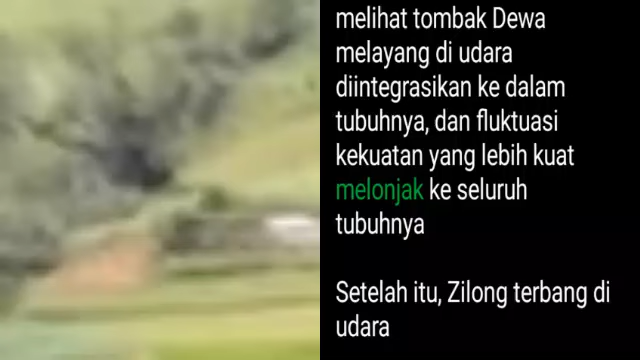 melihat tombak Dewa
melayang di udara
diintegrasikan ke dalam
tubuhnya, dan fluktuasi
kekuatan yang lebih kuat
melonjak ke seluruh
tubuhnya
Setelah itu, Zilong terbang di
udara